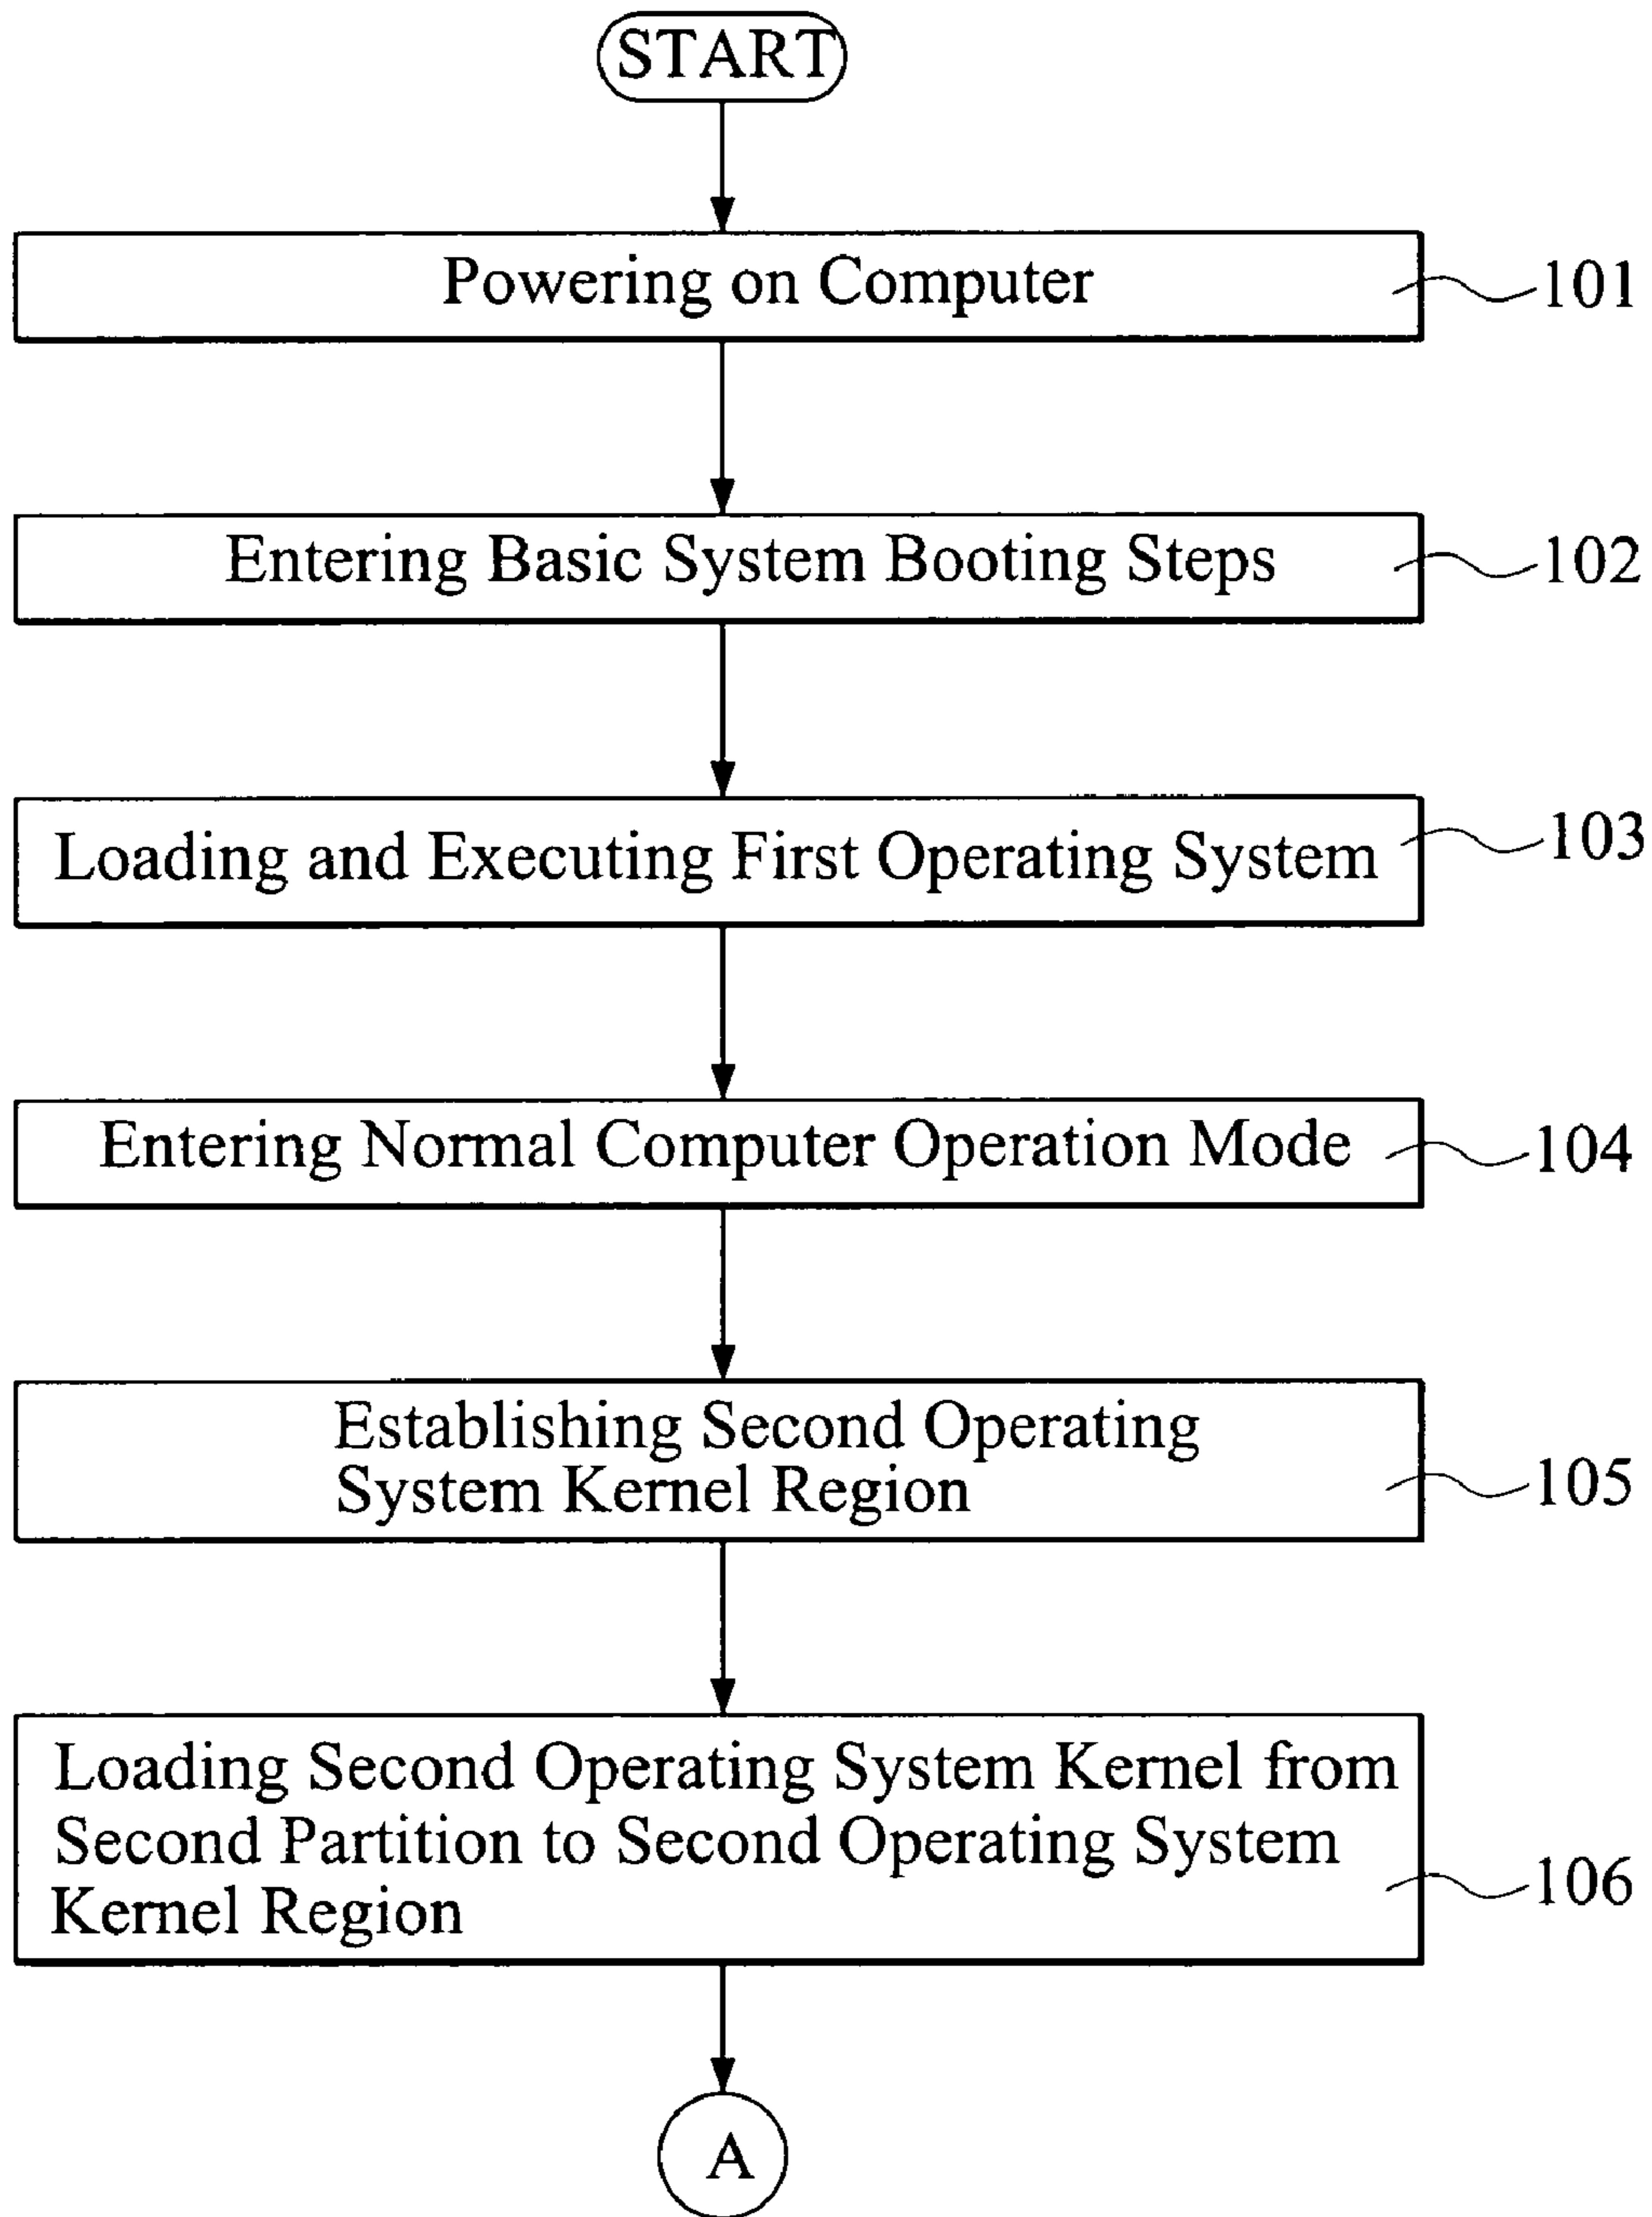 START
Powering on Computer
101
Entering Basic System Booting Steps
102
Loading and Executing First Operating System
103
Entering Normal Computer Operation Mode
104
Establishing Second Operating
System Kernel Region
105
Loading Second Operating System Kernel from
Second Partition to Second Operating System
Kernel Region
106
A